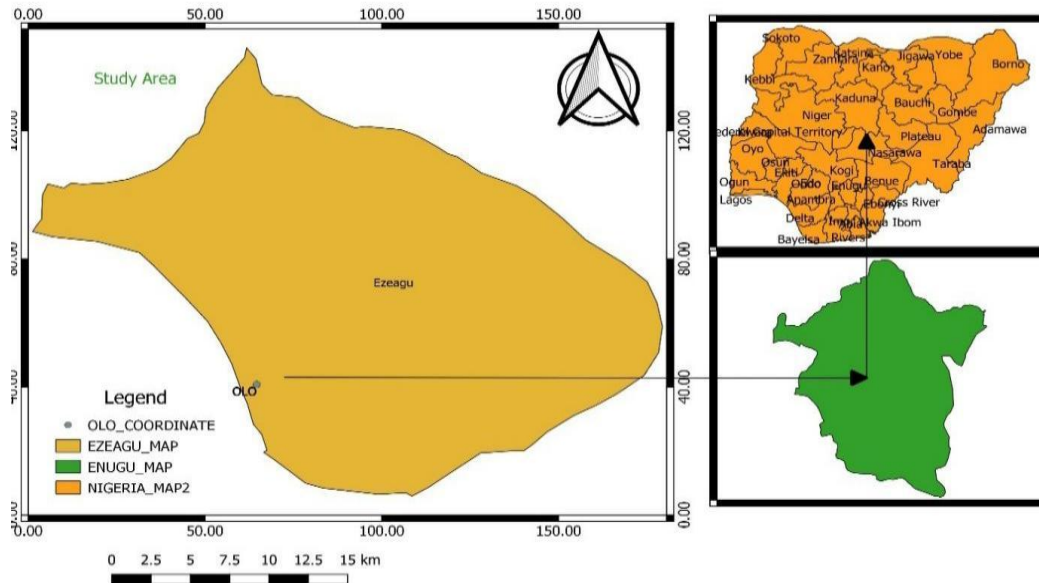 0.00
50.00
100.00
150.00
Study Area
120.00
80.00
40.00
0.00
Ezeagu
OLO
Legend
OLO_COORDINATE
EZEAGU_MAP
ENUGU_MAP
NIGERIA_MAP2
120.00
80.00
40.00
0.00
0.00
50.00
100.00
150.00
0 2.5 5 7.5 10 12.5 15 km
Sokoto
Katsina
Zamfara
Kano
Jigawa
Yobe
Borno
Kebbi
Kaduna
Bauchi
Gombe
Niger
Adamawa
Capital Territory
Plateau
Oyo
Nasarawa
Osun
Taraba
Ekiti
Kogi
Benue
Ogun
Ondo
Edo
Enugu
Lagos
Anambra
Ebonyi
Cross River
Delta
Imo
Abia
Akwa Ibom
Bayelsa
Rivers